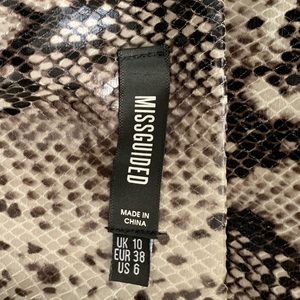 MISSGUIDED
MADE IN
CHINA
UK 10
EUR 38
US 6